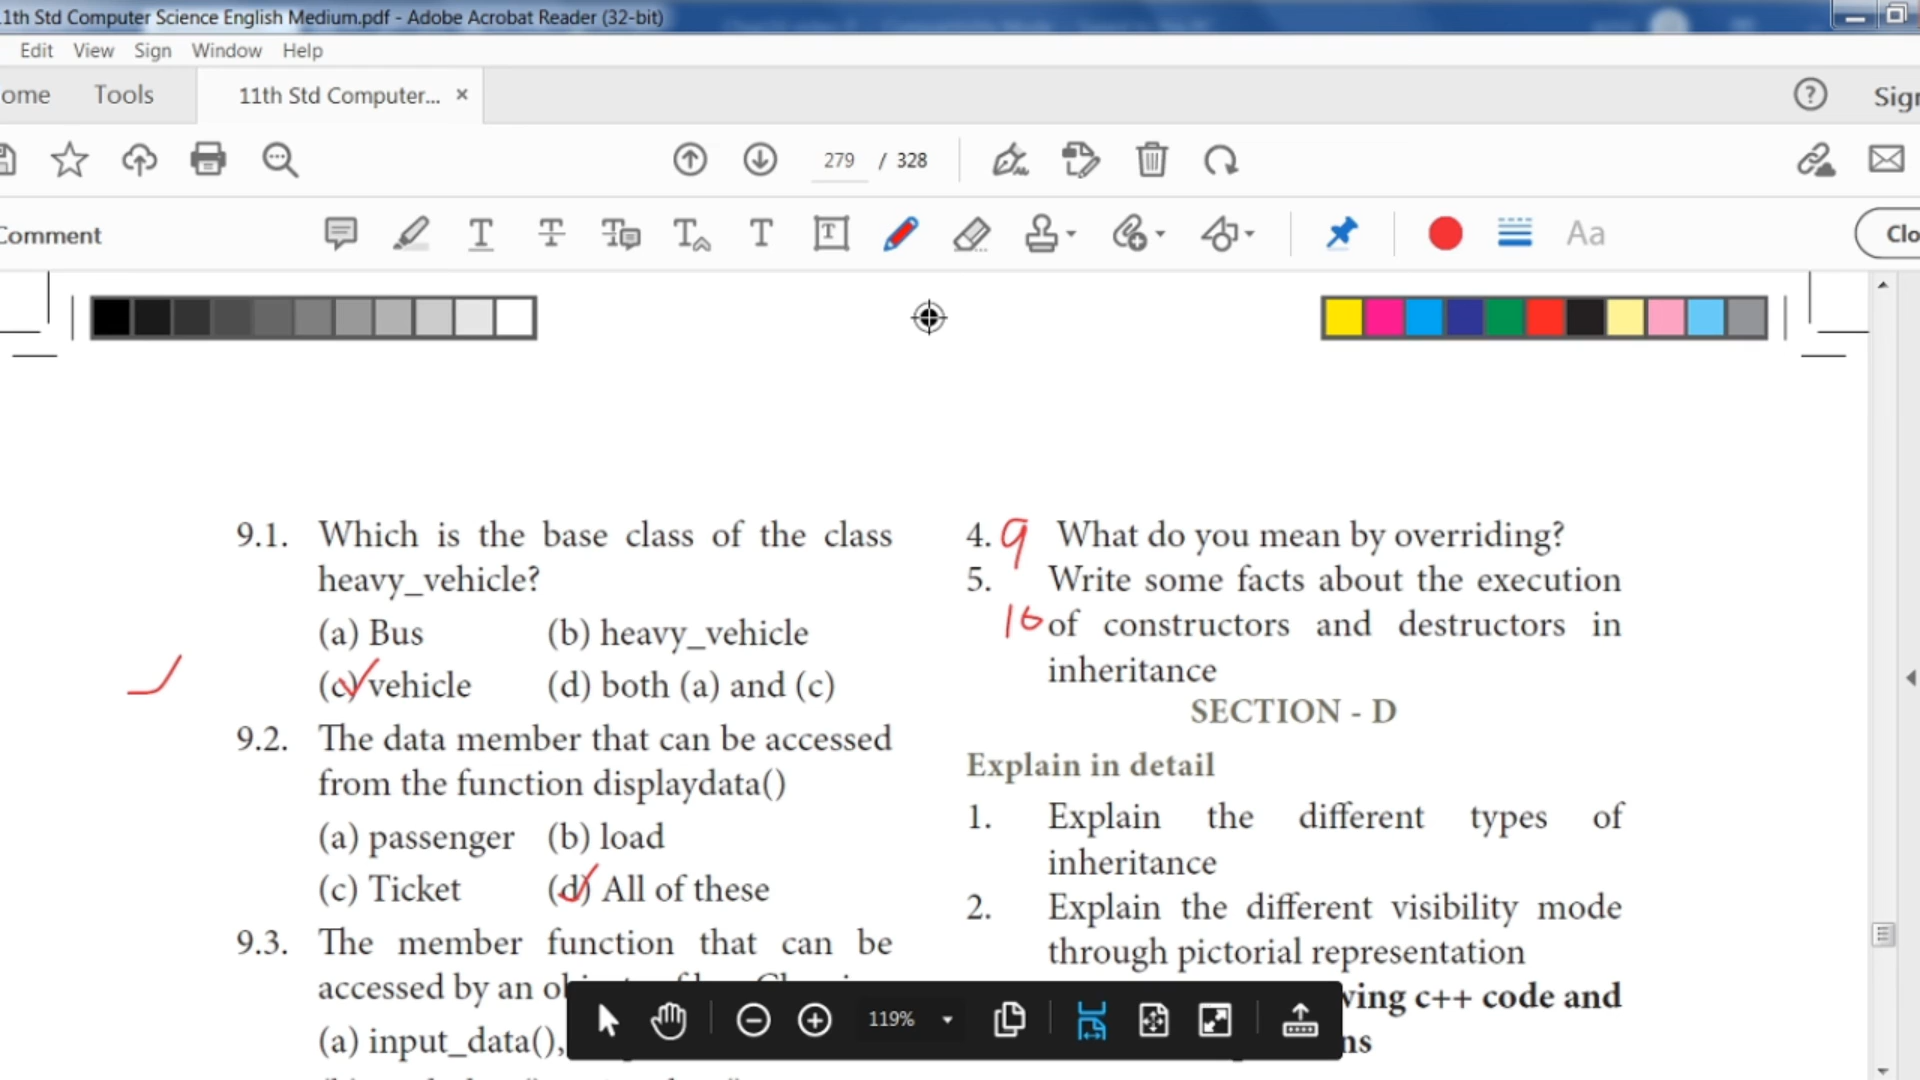 1th Std Computer Science English Medium.pdf - Adobe Acrobat Reader (32-bit)
Edit View Sign Window Help
ome Tools 11th Std Computer... ×
279 / 328
Sign
Comment
Aa
Clo
9.1. Which is the base class of the class
heavy_vehicle?
(a) Bus (b) heavy_vehicle
(c) vehicle (d) both (a) and (c)
9.2. The data member that can be accessed
from the function displaydata()
(a) passenger (b) load
(c) Ticket (d) All of these
9.3. The member function that can be
accessed by an
(a) input_data(),
4. 9 What do you mean by overriding?
5. Write some facts about the execution
10 of constructors and destructors in
inheritance
SECTION - D
Explain in detail
1. Explain the different types of
inheritance
2. Explain the different visibility mode
through pictorial representation
wing c++ code and
ns
119%